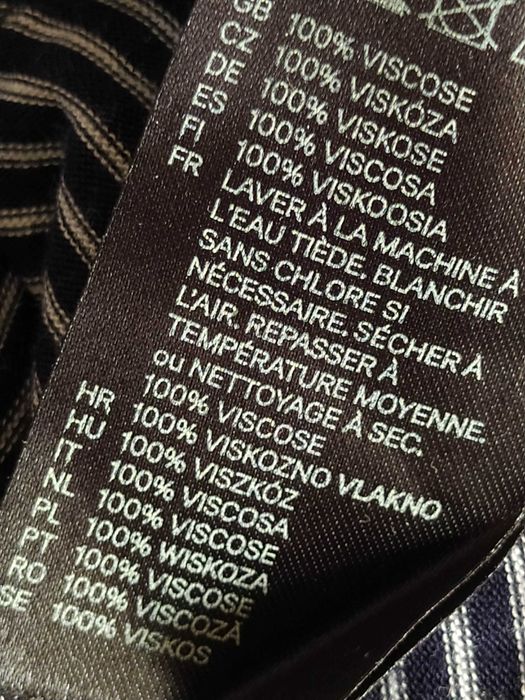 GB 100% VISCOSE
CZ 100% VISKÓZA
DE 100% VISKOSE
ES 100% VISCOSA
FI 100% VISKOOSIA
FR LAVER À LA MACHINE À
L'EAU TIÈDE, BLANCHIR
SANS CHLORE SI
NÉCESSAIRE. SÉCHER À
L'AIR. REPASSER À
TEMPÉRATURE MOYENNE.
OU NETTOYAGE À SEC.
100% VISCOSE
HR 100% VISKOZNO VLAKNO
HU 100% VISZKÓZ
IT 100% VISCOSA
NL 100% VISCOSE
PL 100% WISKOZA
PT 100% VISCOSE
RO 100% VISCOZĂ
SE 100% VISKOS